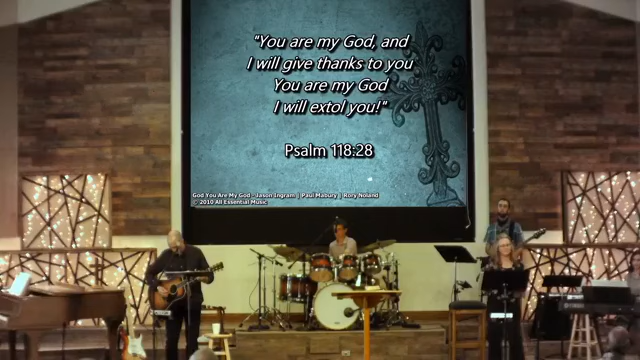 "You are my God, and
I will give thanks to you
You are my God
I will extol you!"
Psalm 118:28
God You Are My God - Jason Ingram | Paul Mabury | Rory Noland
© 2010 All Essential Music